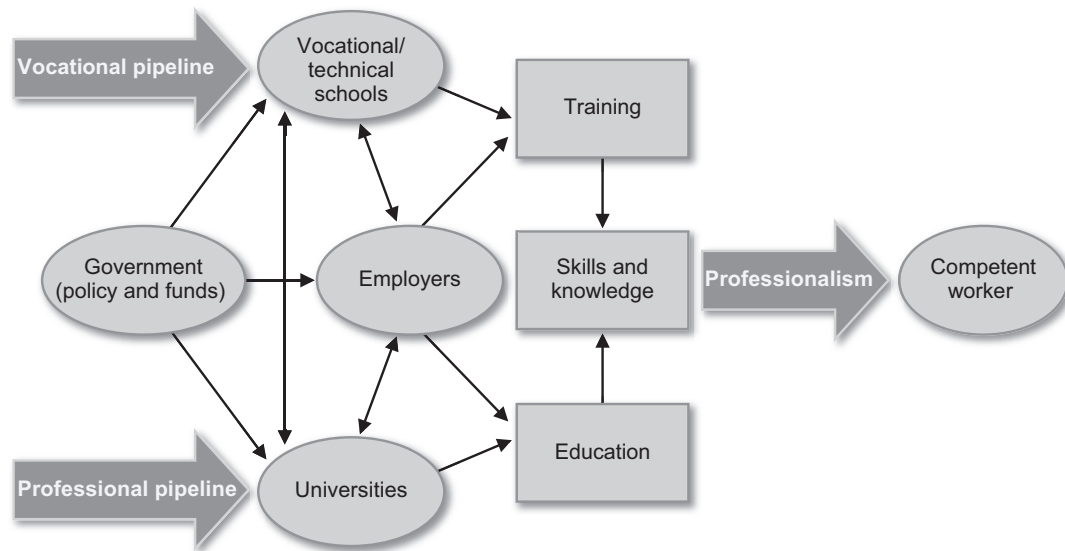 Vocational pipeline
Vocational/
technical
schools
Training
Government
(policy and funds)
Employers
Skills and
knowledge
Professionalism
Competent
worker
Professional pipeline
Universities
Education